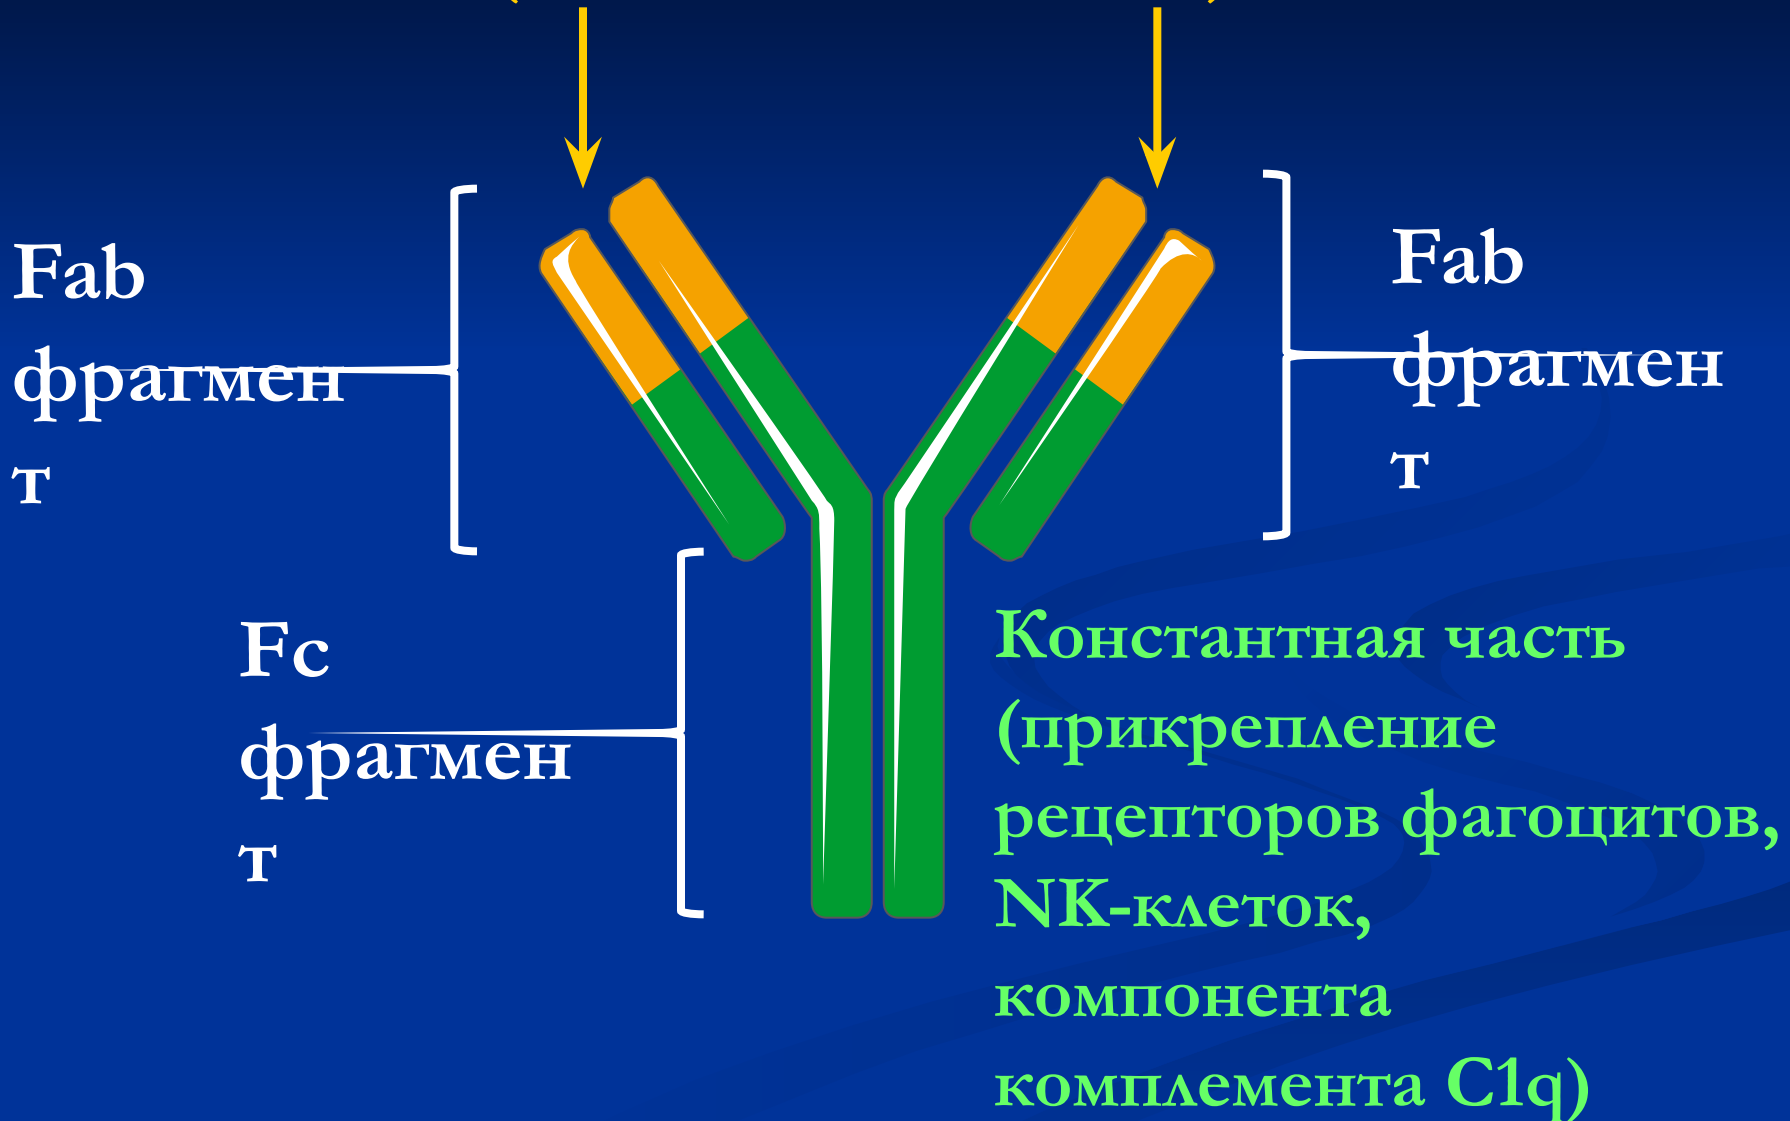 Fab
фрагмен
т
Fab
фрагмен
т
Fc
фрагмен
т
Константная часть
(прикрепление
рецепторов фагоцитов,
NK-клеток,
компонента
комплемента C1q)